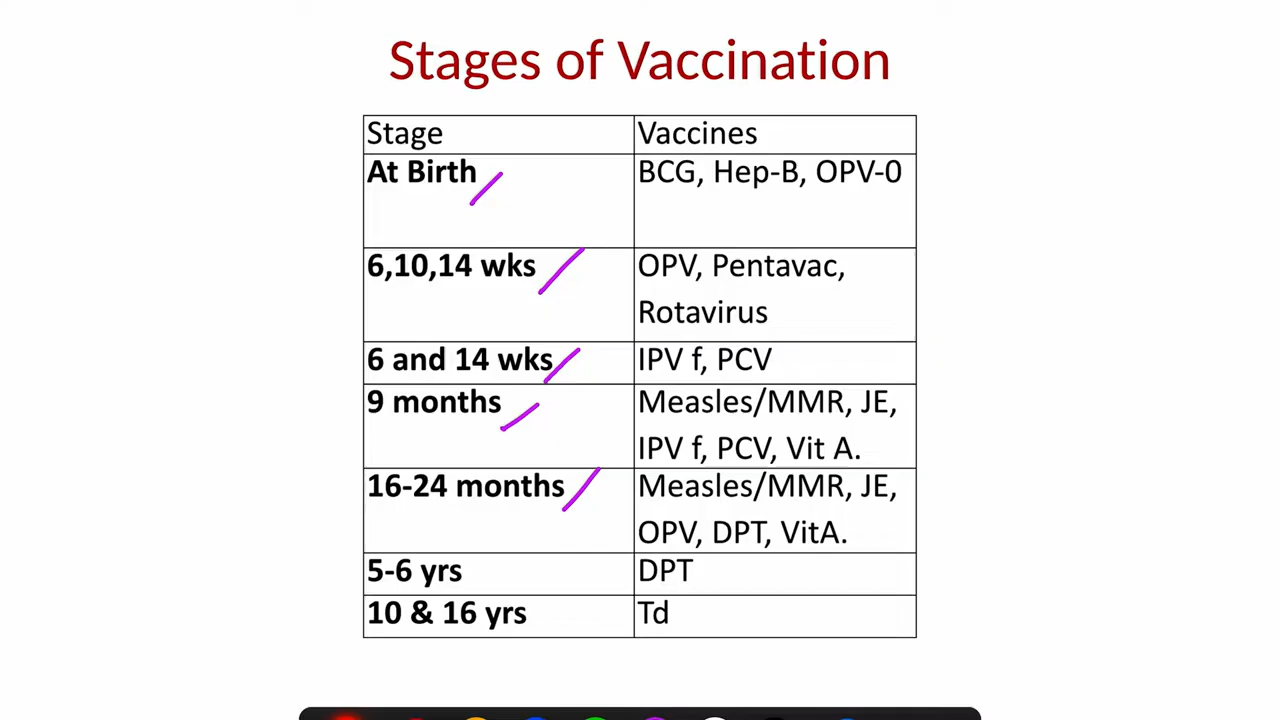 Stages of Vaccination
Stage Vaccines
At Birth BCG, Hep-B, OPV-0
6,10,14 wks OPV, Pentavac,
Rotavirus
6 and 14 wks IPV f, PCV
9 months Measles/MMR, JE,
IPV f, PCV, Vit A.
16-24 months Measles/MMR, JE,
OPV, DPT, VitA.
5-6 yrs DPT
10 & 16 yrs Td